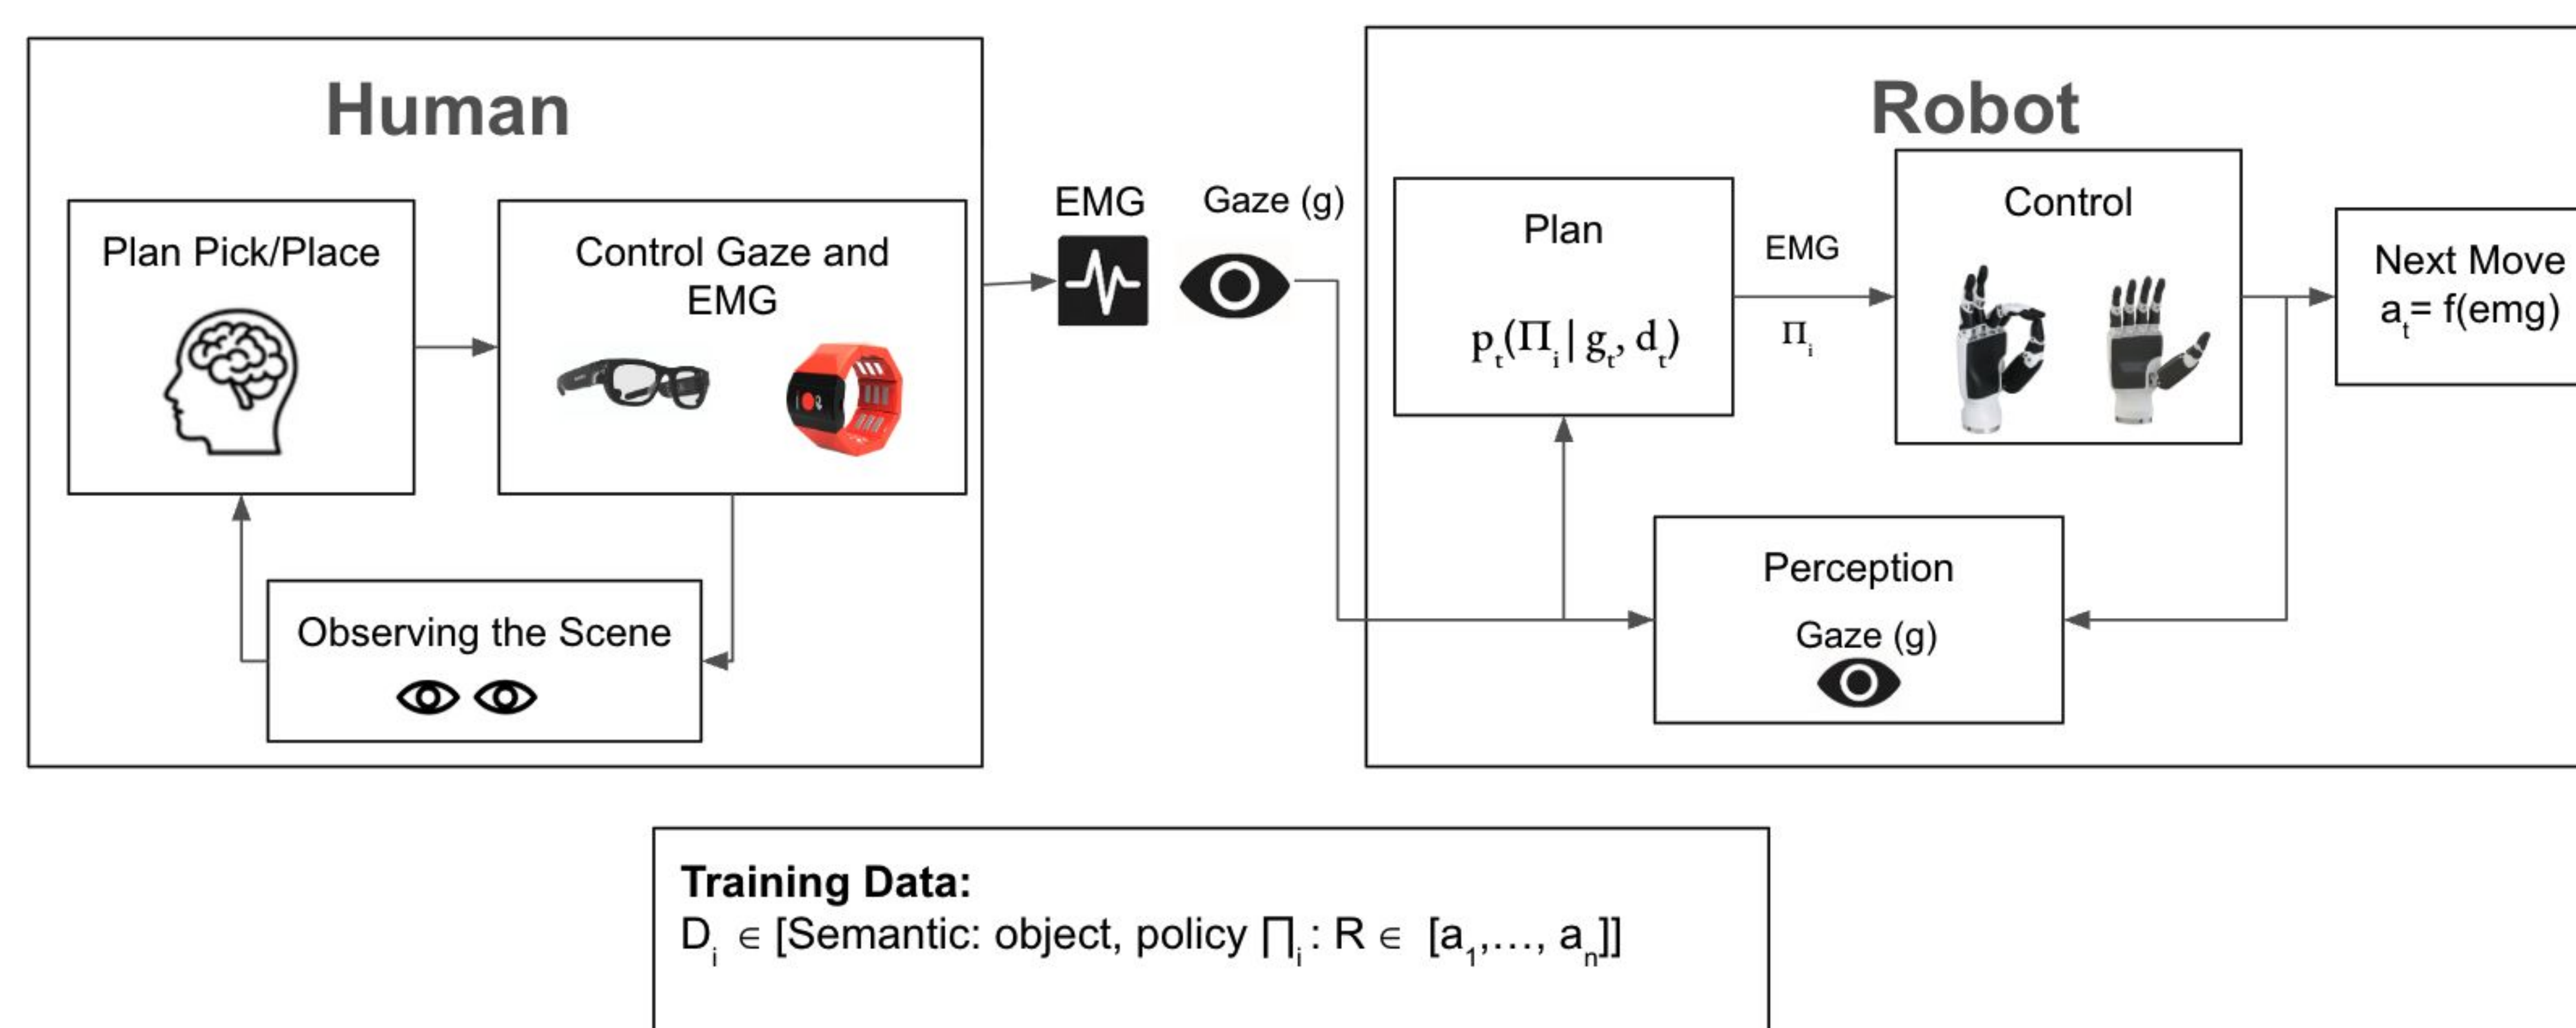 Human
Plan Pick/Place
Control Gaze and
EMG
Observing the Scene
EMG
Gaze (g)
Robot
Plan
pₜ(Πᵢ | gₜ, dₜ)
EMG
Πᵢ
Control
Next Move
aₜ= f(emg)
Perception
Gaze (g)
Training Data:
Dᵢ ∈ [Semantic: object, policy ∏ᵢ : R ∈ [a₁,…, aₙ]]